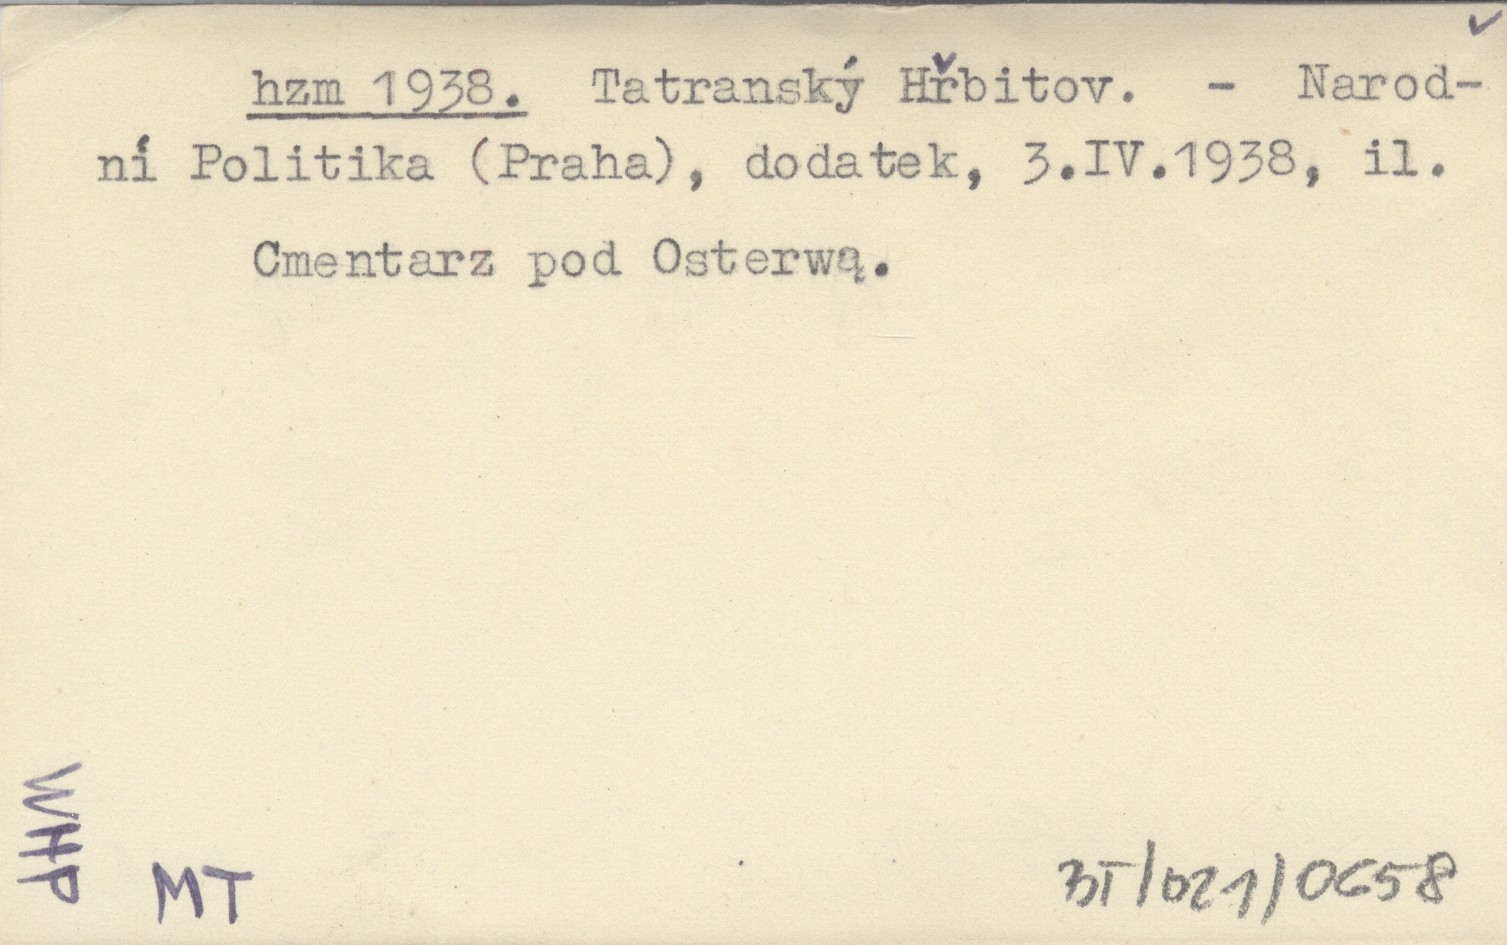 hzm 1938. Tatranský Hřbitov. - Narod-
ní Politika (Praha), dodatek, 3.IV.1938, il.
Cmentarz pod Osterwą.
WHP
MT
BT/021/0658